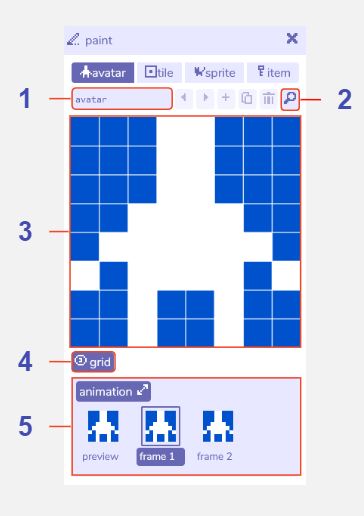 paint
avatar tile sprite item
1 avatar 2
3
4 grid
animation
5
preview frame 1 frame 2